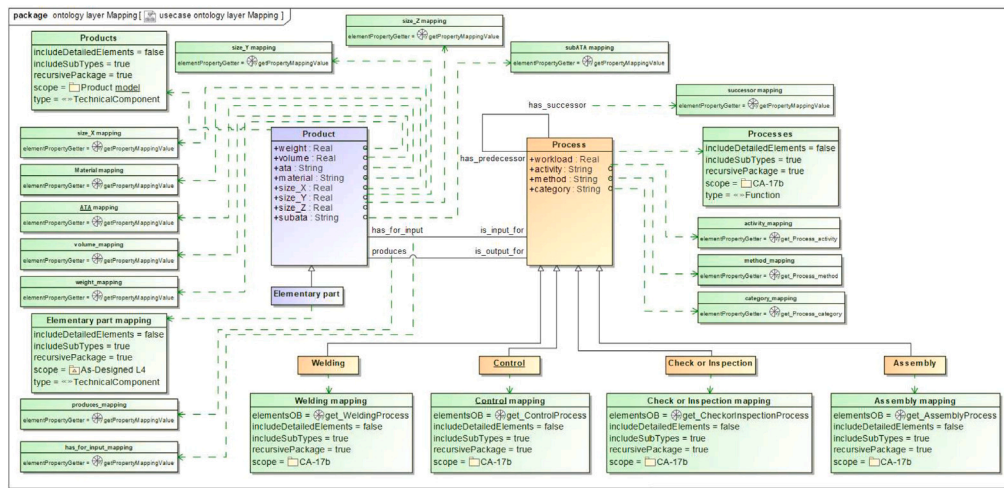 package ontology layer Mapping [ usecase ontology layer Mapping ]
size_Z mapping
elementPropertyGetter = getPropertyMappingValue
Products
includeDetailedElements = false
includeSubTypes = true
recursivePackage = true
scope = Product model
type = TechnicalComponent
size_Y mapping
elementPropertyGetter = getPropertyMappingValue
subATA mapping
elementPropertyGetter = getPropertyMappingValue
successor mapping
elementPropertyGetter = getPropertyMappingValue
has_successor
has_predecessor
size_X mapping
elementPropertyGetter = getPropertyMappingValue
Material mapping
elementPropertyGetter = getPropertyMappingValue
ATA mapping
elementPropertyGetter = getPropertyMappingValue
volume_mapping
elementPropertyGetter = getPropertyMappingValue
weight_mapping
elementPropertyGetter = getPropertyMappingValue
Product
+weight : Real
+volume : Real
+ata : String
+material : String
+size_X : Real
+size_Y : Real
+size_Z : Real
+subata : String
Process
+workload : Real
+activity : String
+method : String
+category : String
Processes
includeDetailedElements = false
includeSubTypes = true
recursivePackage = true
scope = CA-17b
type = Function
has_for_input
is_input_for
produces
is_output_for
activity_mapping
elementPropertyGetter = get_Process_activity
method_mapping
elementPropertyGetter = get_Process_method
category_mapping
elementPropertyGetter = get_Process_category
Elementary part
Elementary part mapping
includeDetailedElements = false
includeSubTypes = true
recursivePackage = true
scope = As-Designed L4
type = TechnicalComponent
produces_mapping
elementPropertyGetter = getPropertyMappingValue
has_for_input_mapping
elementPropertyGetter = getPropertyMappingValue
Welding
Control
Check or Inspection
Assembly
Welding mapping
elementsOB = get_WeldingProcess
includeDetailedElements = false
includeSubTypes = true
recursivePackage = true
scope = CA-17b
Control mapping
elementsOB = get_ControlProcess
includeDetailedElements = false
includeSubTypes = true
recursivePackage = true
scope = CA-17b
Check or Inspection mapping
elementsOB = get_CheckorInspectionProcess
includeDetailedElements = false
includeSubTypes = true
recursivePackage = true
scope = CA-17b
Assembly mapping
elementsOB = get_AssemblyProcess
includeDetailedElements = false
includeSubTypes = true
recursivePackage = true
scope = CA-17b